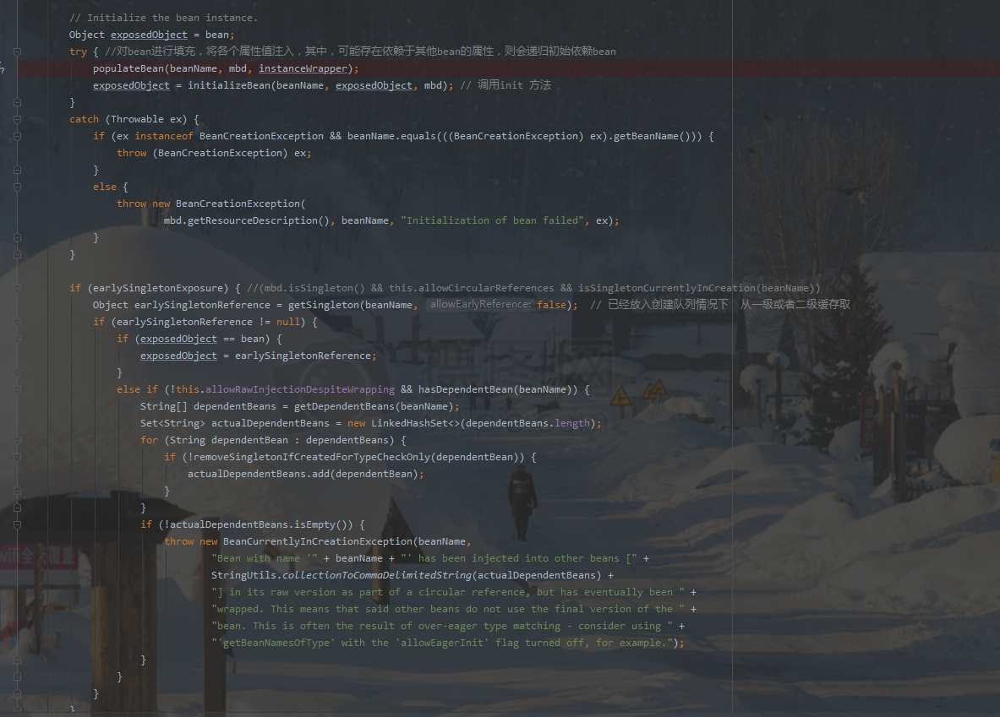 // Initialize the bean instance.
Object exposedObject = bean;
try { //对bean进行填充，将各个属性值注入，其中，可能存在依赖于其他bean的属性，则会递归初始依赖bean
populateBean(beanName, mbd, instanceWrapper);
exposedObject = initializeBean(beanName, exposedObject, mbd); // 调用init 方法
}
catch (Throwable ex) {
if (ex instanceof BeanCreationException && beanName.equals(((BeanCreationException) ex).getBeanName())) {
throw (BeanCreationException) ex;
}
else {
throw new BeanCreationException(
mbd.getResourceDescription(), beanName, "Initialization of bean failed", ex);
}
}
if (earlySingletonExposure) { //(mbd.isSingleton() && this.allowCircularReferences && isSingletonCurrentlyInCreation(beanName))
Object earlySingletonReference = getSingleton(beanName, allowEarlyReference: false); // 已经放入创建队列情况下 从一级或者二级缓存取
if (earlySingletonReference != null) {
if (exposedObject == bean) {
exposedObject = earlySingletonReference;
}
else if (!this.allowRawInjectionDespiteWrapping && hasDependentBean(beanName)) {
String[] dependentBeans = getDependentBeans(beanName);
Set<String> actualDependentBeans = new LinkedHashSet<>(dependentBeans.length);
for (String dependentBean : dependentBeans) {
if (!removeSingletonIfCreatedForTypeCheckOnly(dependentBean)) {
actualDependentBeans.add(dependentBean);
}
}
if (!actualDependentBeans.isEmpty()) {
throw new BeanCurrentlyInCreationException(beanName,
"Bean with name '" + beanName + "' has been injected into other beans [" +
StringUtils.collectionToCommaDelimitedString(actualDependentBeans) +
"] in its raw version as part of a circular reference, but has eventually been " +
"wrapped. This means that said other beans do not use the final version of the " +
"bean. This is often the result of over-eager type matching - consider using " +
"'getBeanNamesOfType' with the 'allowEagerInit' flag turned off, for example.");
}
}
}
}
wifi全覆盖